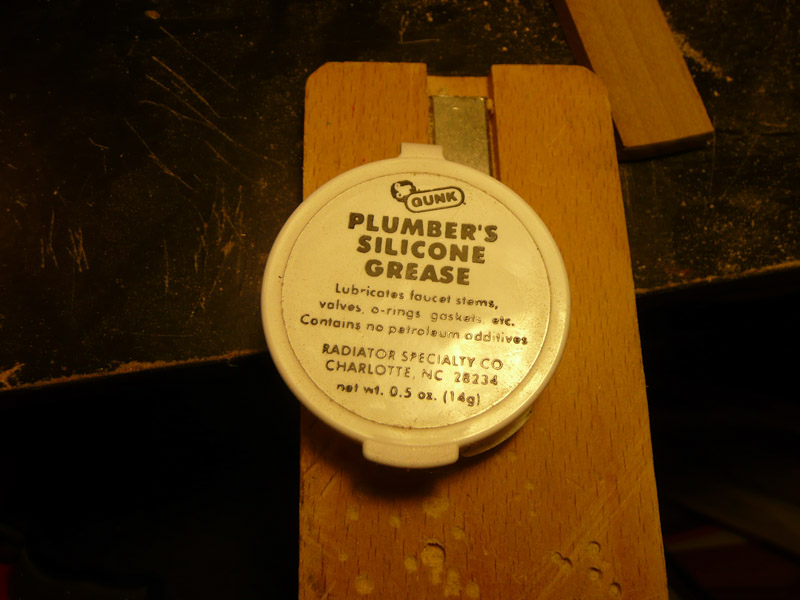 GUNK
PLUMBER'S
SILICONE
GREASE
Lubricates faucet stems,
valves, o-rings gaskets etc.
Contains no petroleum additives
RADIATOR SPECIALTY CO
CHARLOTTE, NC 28234
net wt. 0.5 oz. (14g)